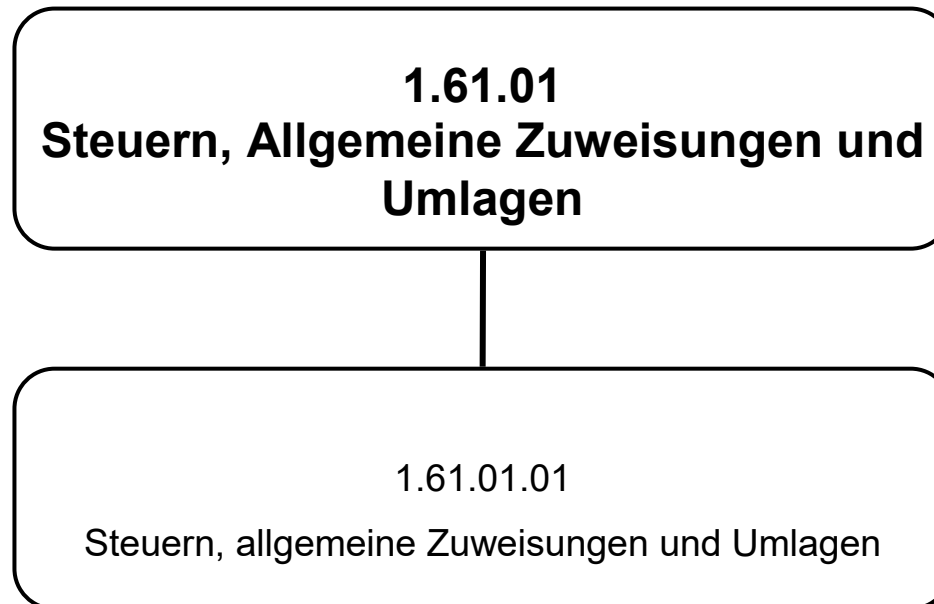 1.61.01
Steuern, Allgemeine Zuweisungen und
Umlagen
1.61.01.01
Steuern, allgemeine Zuweisungen und Umlagen